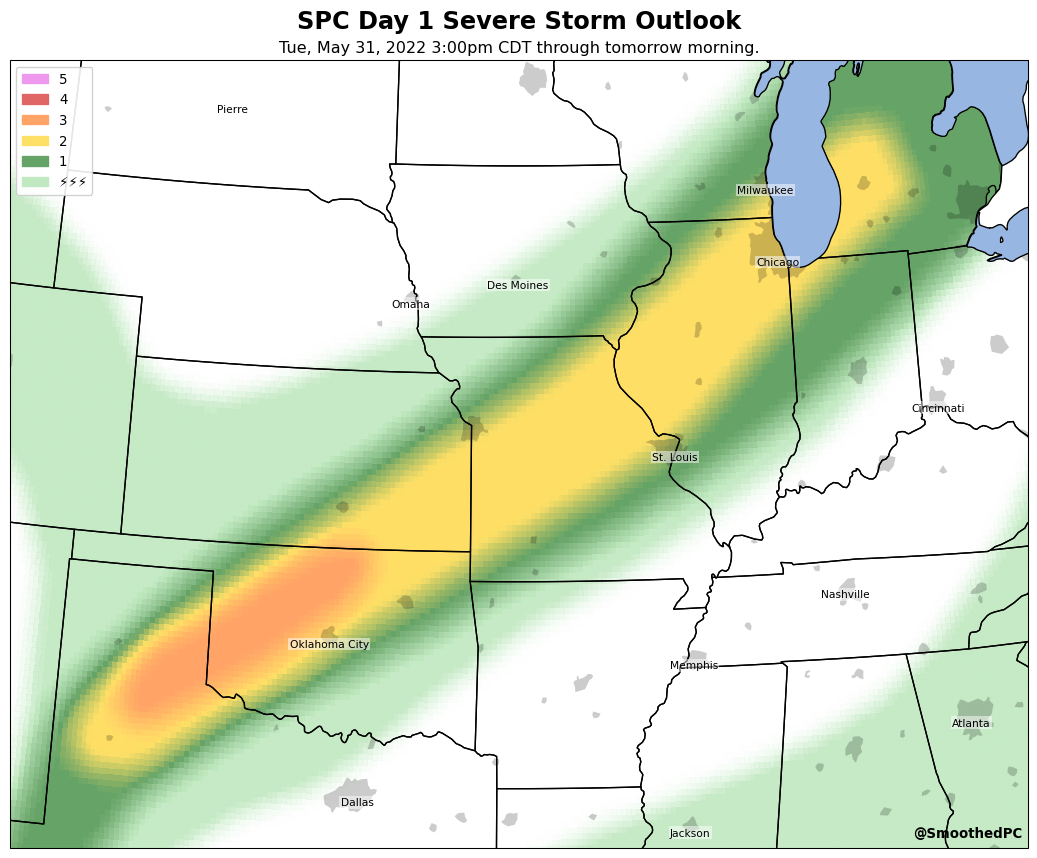 SPC Day 1 Severe Storm Outlook
Tue, May 31, 2022 3:00pm CDT through tomorrow morning.
5
4
3
2
1
⚡⚡⚡
Pierre
Milwaukee
Chicago
Des Moines
Omaha
Cincinnati
St. Louis
Nashville
Oklahoma City
Memphis
Atlanta
Dallas
Jackson
@SmoothedPC